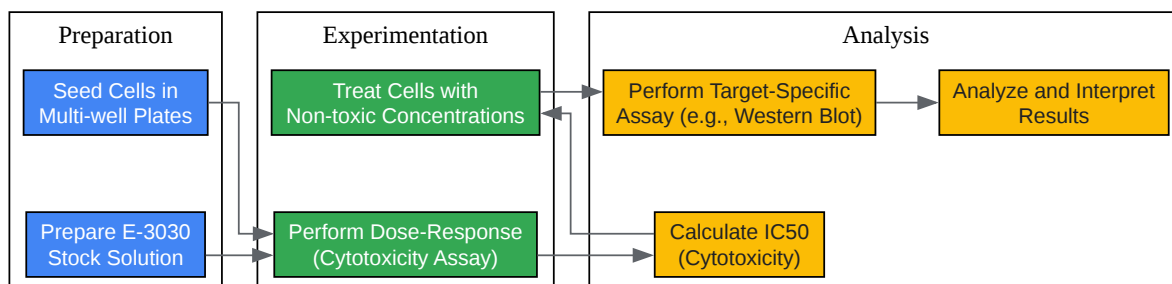 Preparation
Seed Cells in
Multi-well Plates
Prepare E-3030
Stock Solution
Experimentation
Treat Cells with
Non-toxic Concentrations
Perform Dose-Response
(Cytotoxicity Assay)
Analysis
Perform Target-Specific
Assay (e.g., Western Blot)
Analyze and Interpret
Results
Calculate IC50
(Cytotoxicity)